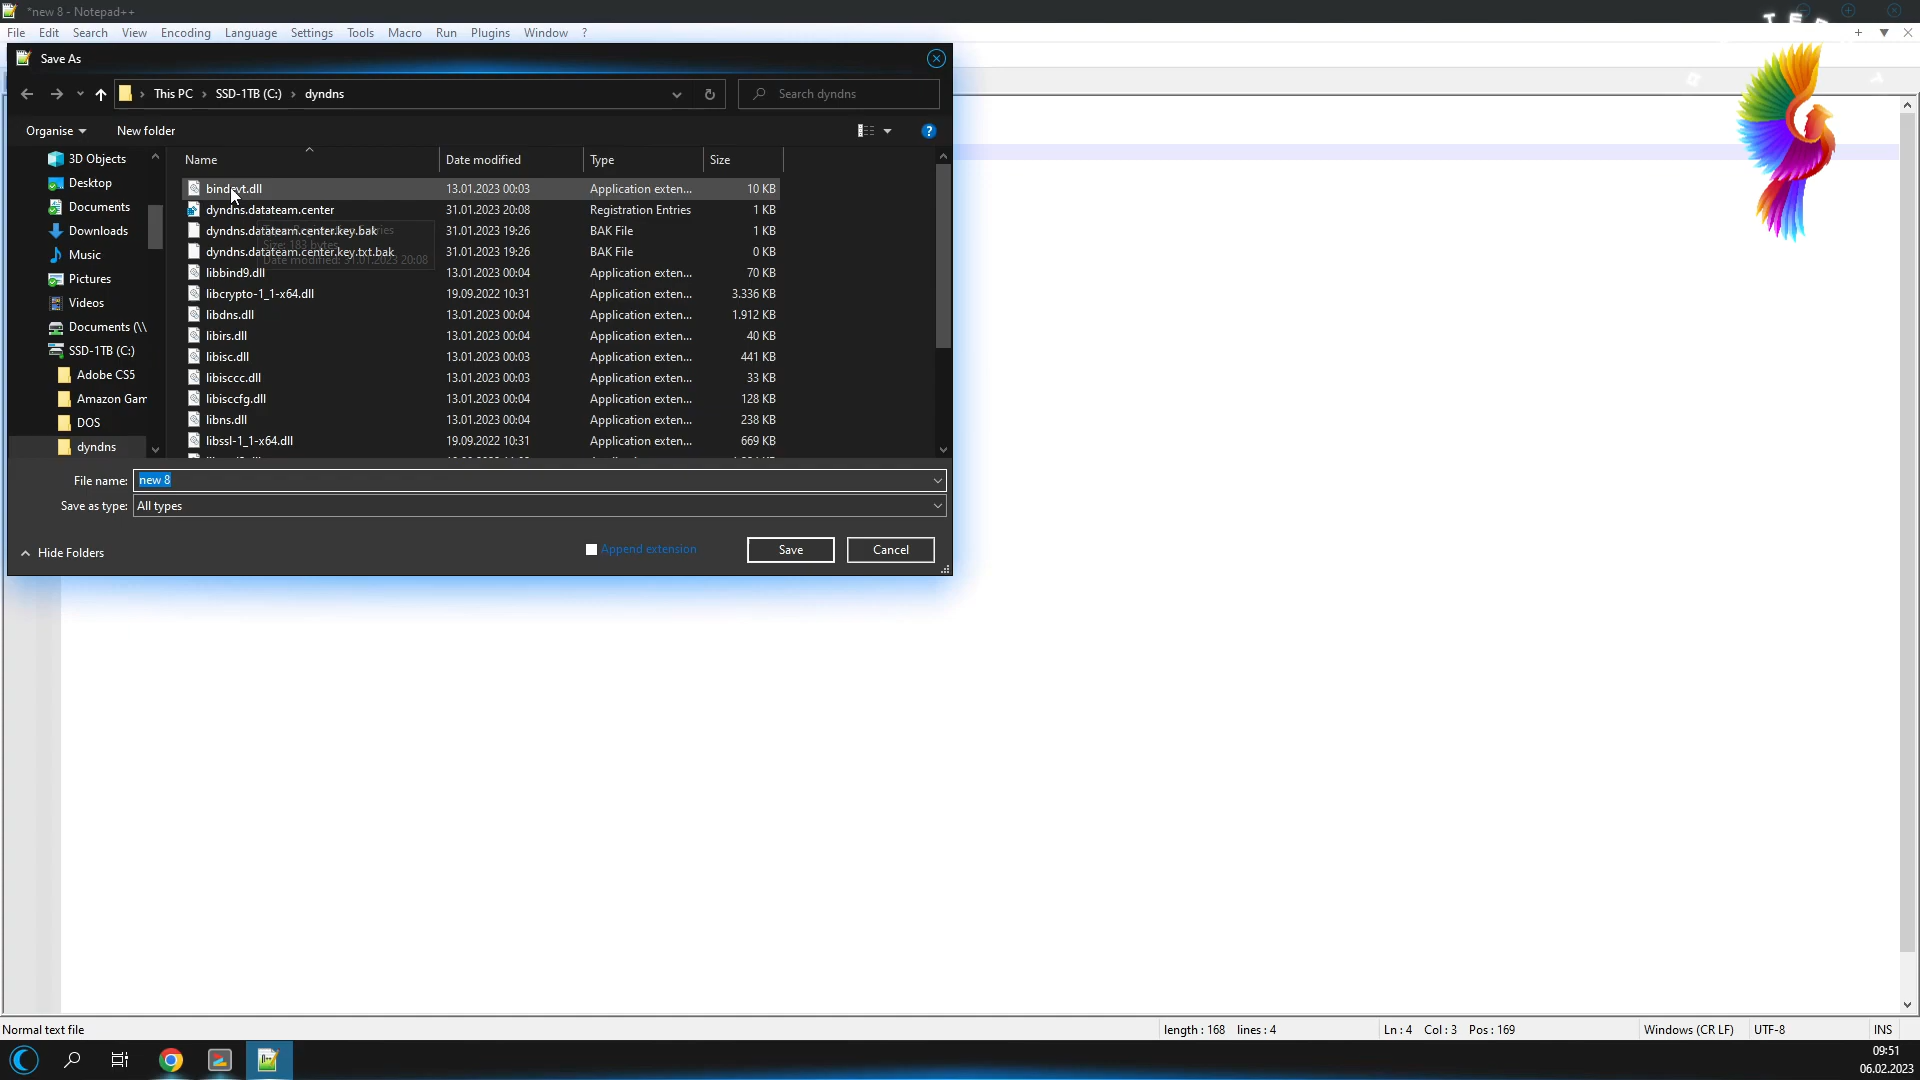 *new 8 - Notepad++
File Edit Search View Encoding Language Settings Tools Macro Run Plugins Window ?
Save As
This PC > SSD-1TB (C:) > dyndns
Search dyndns
Organise New folder
Name Date modified Type Size
3D Objects
Desktop
Documents
Downloads
Music
Pictures
Videos
Documents (\\
SSD-1TB (C:)
Adobe CS5
Amazon Gam
DOS
dyndns
bindevt.dll 13.01.2023 00:03 Application exten... 10 KB
dyndns.datateam.center 31.01.2023 20:08 Registration Entries 1 KB
dyndns.datateam.center.key.bak 31.01.2023 19:26 BAK File 1 KB
dyndns.datateam.center.key.txt.bak 31.01.2023 19:26 BAK File 0 KB
libbind9.dll 13.01.2023 00:04 Application exten... 70 KB
libcrypto-1_1-x64.dll 19.09.2022 10:31 Application exten... 3.336 KB
libdns.dll 13.01.2023 00:04 Application exten... 1.912 KB
libirs.dll 13.01.2023 00:04 Application exten... 40 KB
libisc.dll 13.01.2023 00:03 Application exten... 441 KB
libisccc.dll 13.01.2023 00:03 Application exten... 33 KB
libisccfg.dll 13.01.2023 00:04 Application exten... 128 KB
libns.dll 13.01.2023 00:04 Application exten... 238 KB
libssl-1_1-x64.dll 19.09.2022 10:31 Application exten... 669 KB
Size: 183 bytes
Date modified: 31.01.2023 20:08
File name: new 8
Save as type: All types
Hide Folders
Append extension
Save
Cancel
Normal text file length : 168 lines : 4 Ln : 4 Col : 3 Pos : 169 Windows (CR LF) UTF-8 INS
09:51
06.02.2023